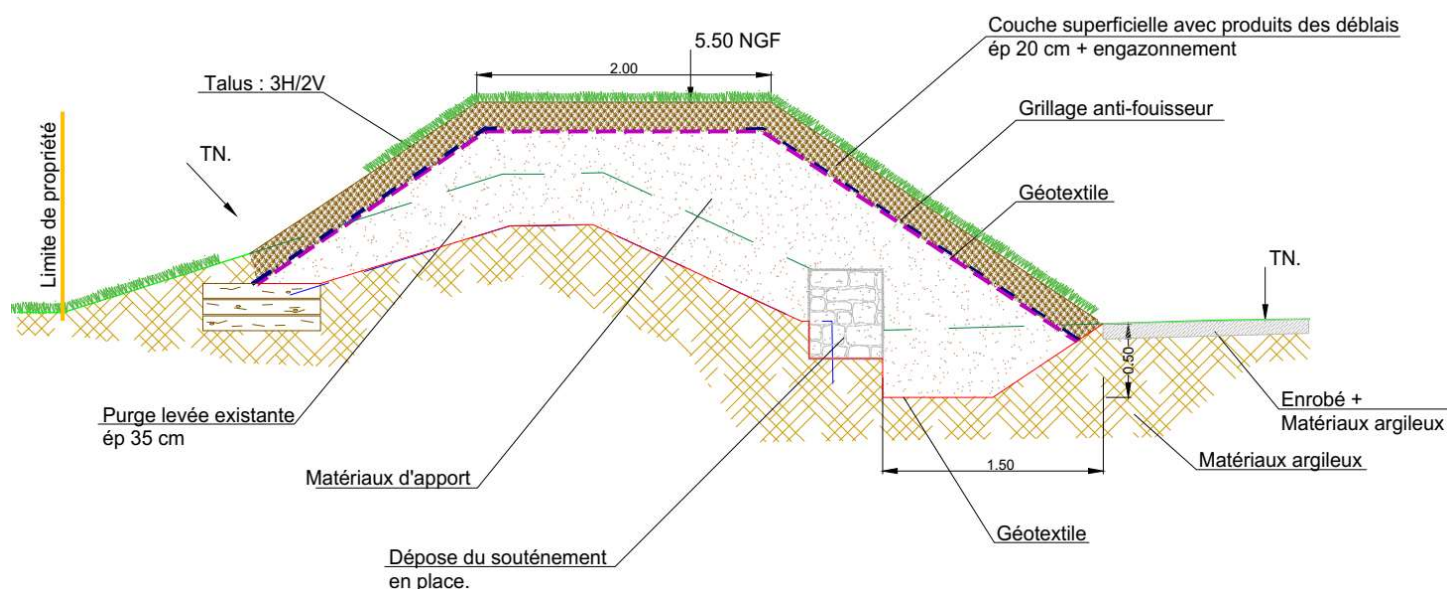 Couche superficielle avec produits des déblais
ép 20 cm + engazonnement
5.50 NGF
2.00
Talus : 3H/2V
Grillage anti-fouisseur
TN.
Géotextile
Limite de propriété
TN.
0.50
Purge levée existante
ép 35 cm
Enrobé +
Matériaux argileux
Matériaux d'apport
1.50
Matériaux argileux
Géotextile
Dépose du souténement
en place.